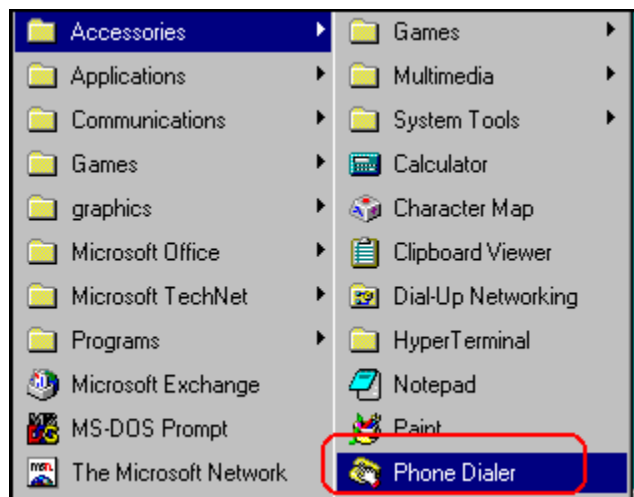 Accessories
Applications
Communications
Games
graphics
Microsoft Office
Microsoft TechNet
Programs
Microsoft Exchange
MS-DOS Prompt
The Microsoft Network
Games
Multimedia
System Tools
Calculator
Character Map
Clipboard Viewer
Dial-Up Networking
HyperTerminal
Notepad
Paint
Phone Dialer